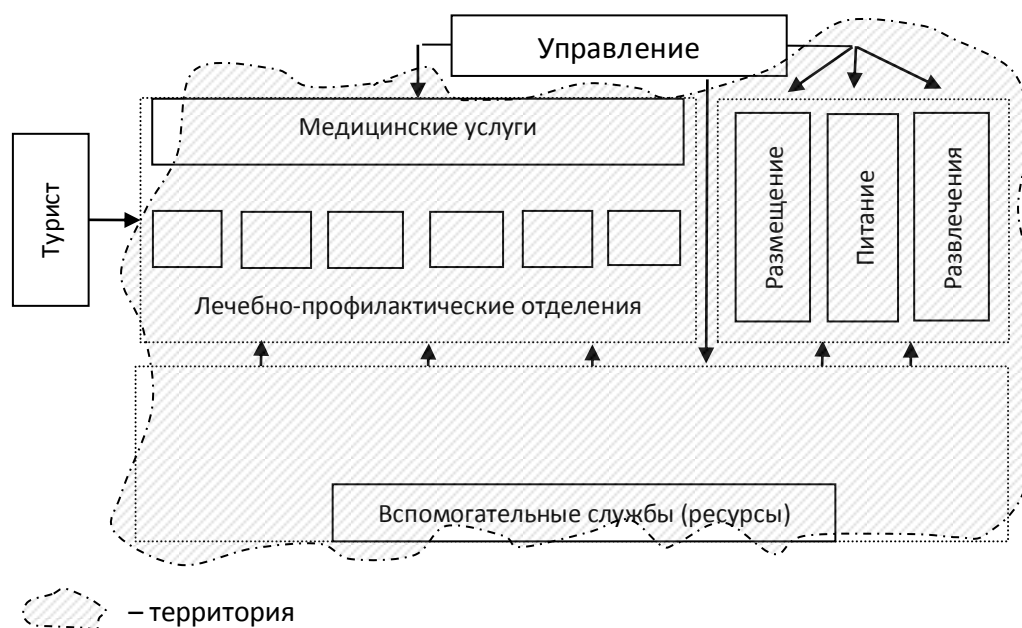 Управление
Медицинские услуги
Турист
Размещение
Питание
Развлечения
Лечебно-профилактические отделения
Вспомогательные службы (ресурсы)
– территория